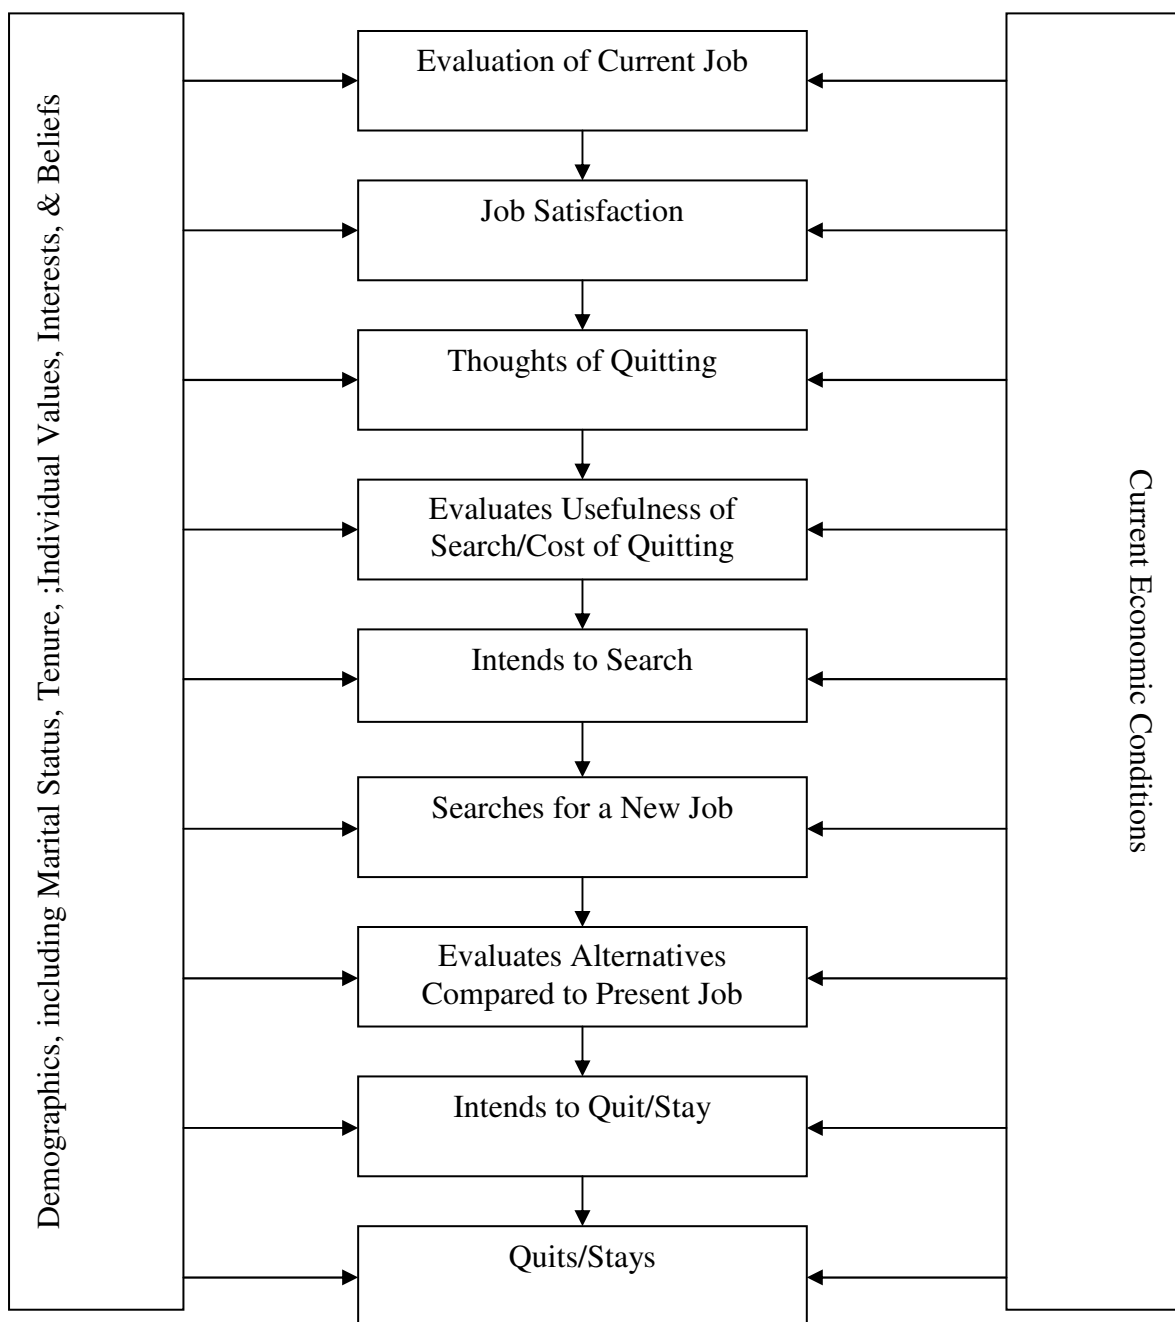 Demographics, including Marital Status, Tenure, ;Individual Values, Interests, & Beliefs
Evaluation of Current Job
Job Satisfaction
Thoughts of Quitting
Evaluates Usefulness of
Search/Cost of Quitting
Intends to Search
Searches for a New Job
Evaluates Alternatives
Compared to Present Job
Intends to Quit/Stay
Quits/Stays
Current Economic Conditions